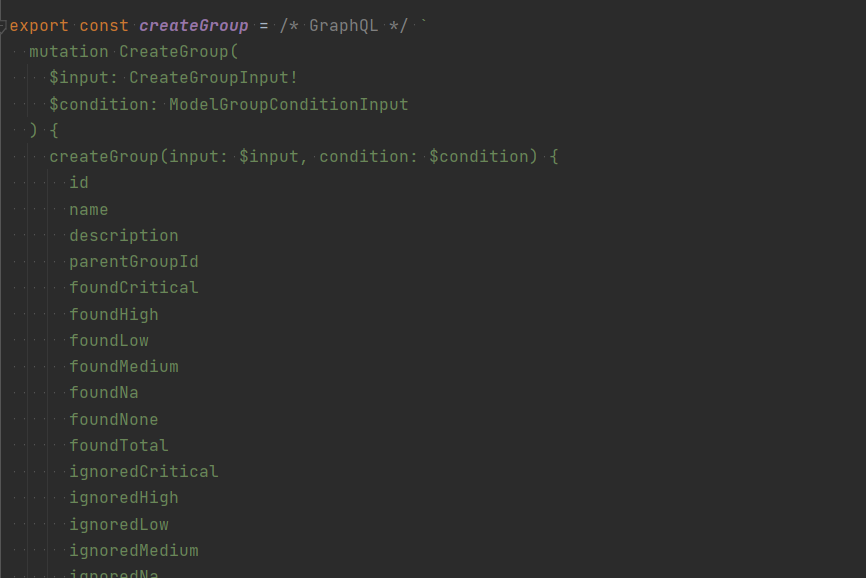 export const createGroup = /* GraphQL */ `
mutation CreateGroup(
$input: CreateGroupInput!
$condition: ModelGroupConditionInput
) {
createGroup(input: $input, condition: $condition) {
id
name
description
parentGroupId
foundCritical
foundHigh
foundLow
foundMedium
foundNa
foundNone
foundTotal
ignoredCritical
ignoredHigh
ignoredLow
ignoredMedium
ignoredNa